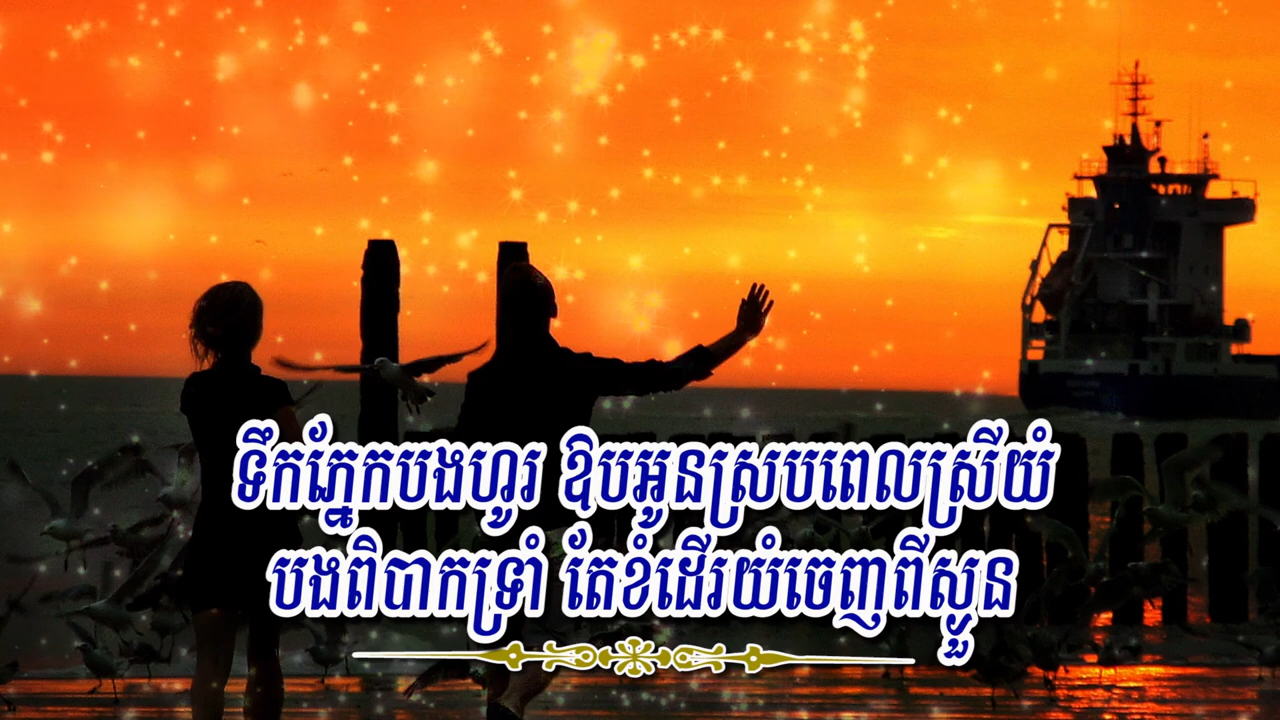 ទឹកភ្នែកបងហូរ ឱបអូនស្របពេលស្រីយំ
បងពិបាកទ្រាំ តែខំដើរយំចេញពីស្ងួន